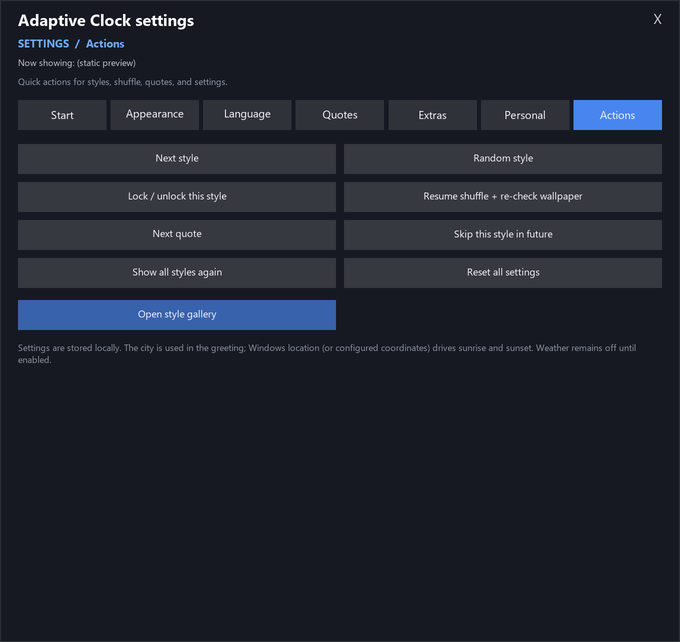 Adaptive Clock settings
X
SETTINGS / Actions
Now showing: (static preview)
Quick actions for styles, shuffle, quotes, and settings.
Start
Appearance
Language
Quotes
Extras
Personal
Actions
Next style
Random style
Lock / unlock this style
Resume shuffle + re-check wallpaper
Next quote
Skip this style in future
Show all styles again
Reset all settings
Open style gallery
Settings are stored locally. The city is used in the greeting; Windows location (or configured coordinates) drives sunrise and sunset. Weather remains off until
enabled.